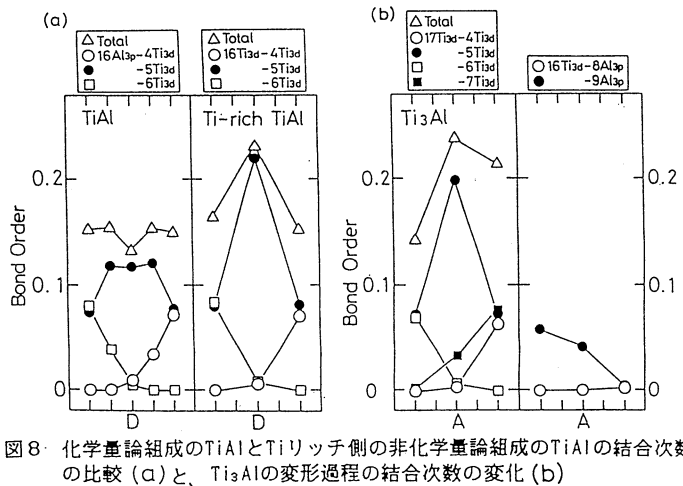 (a)
△ Total
○ 16Al3p-4Ti3d
● -5Ti3d
□ -6Ti3d
△ Total
○ 16Ti3d-4Ti3d
● -5Ti3d
□ -6Ti3d
TiAl
Ti-rich TiAl
0.2
0.1
0
Bond Order
D
D
(b)
△ Total
○ 17Ti3d-4Ti3d
● -5Ti3d
□ -6Ti3d
■ -7Ti3d
○ 16Ti3d-8Al3p
● -9Al3p
Ti₃Al
0.2
0.1
0
Bond Order
0.2
0.1
0
A
A
図8 化学量論組成のTiAlとTiリッチ側の非化学量論組成のTiAlの結合次数
の比較 (a) と、Ti₃Alの変形過程の結合次数の変化 (b)